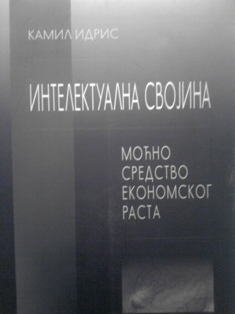 КАМИЛ ИДРИС
ИНТЕЛЕКТУАЛНА СВОЈИНА
МОЋНО
СРЕДСТВО
ЕКОНОМСКОГ
РАСТА